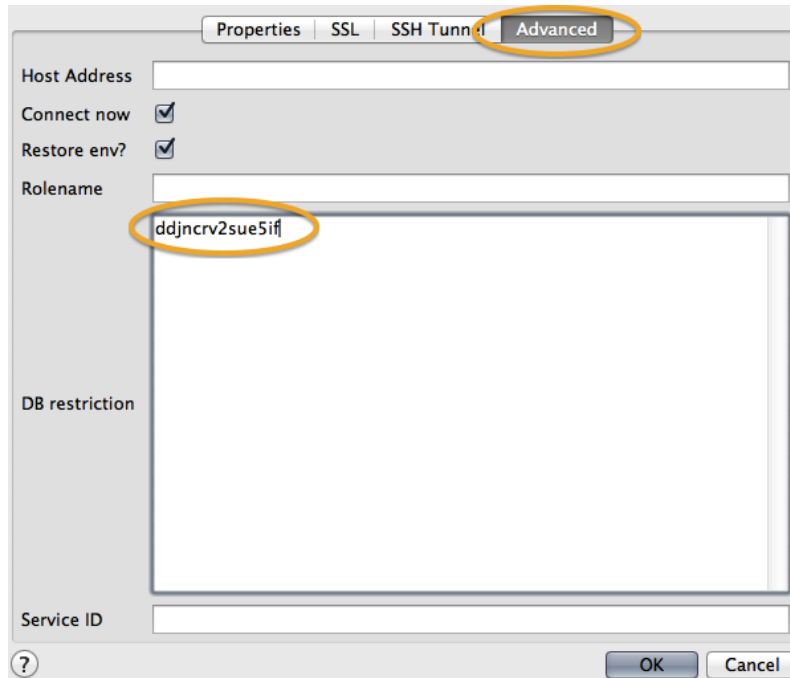 Properties SSL SSH Tunnel Advanced
Host Address
Connect now
Restore env?
Rolename
ddjncrv2sue5if
DB restriction
Service ID
? OK Cancel